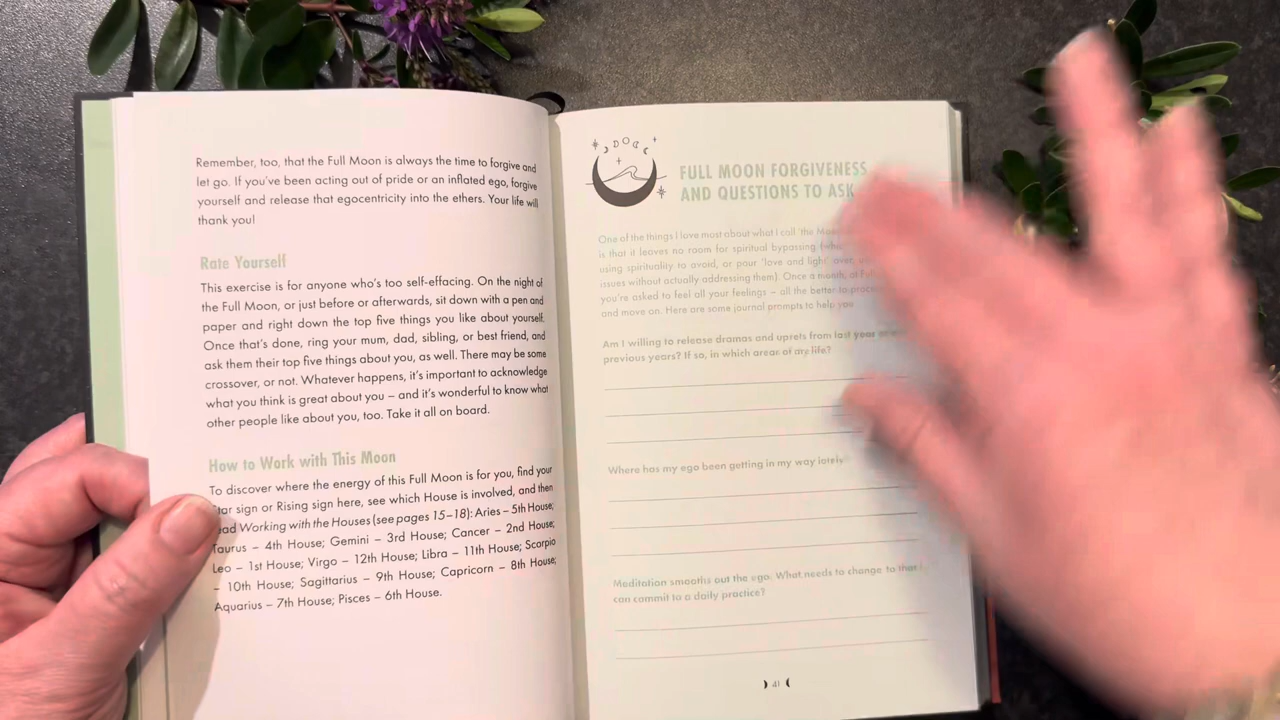 Remember, too, that the Full Moon is always the time to forgive and
let go. If you've been acting out of pride or an inflated ego, forgive
yourself and release that egocentricity into the ethers. Your life will
thank you!
Rate Yourself
This exercise is for anyone who's too self-effacing. On the night of
the Full Moon, or just before or afterwards, sit down with a pen and
paper and right down the top five things you like about yourself.
Once that's done, ring your mum, dad, sibling, or best friend, and
ask them their top five things about you, as well. There may be some
crossover, or not. Whatever happens, it's important to acknowledge
what you think is great about you – and it's wonderful to know what
other people like about you, too. Take it all on board.
How to Work with This Moon
To discover where the energy of this Full Moon is for you, find your
Star sign or Rising sign here, see which House is involved, and then
Working with the Houses (see pages 15–18): Aries – 5th House;
Taurus – 4th House; Gemini – 3rd House; Cancer – 2nd House;
Leo – 1st House; Virgo – 12th House; Libra – 11th House; Scorpio
– 10th House; Sagittarius – 9th House; Capricorn – 8th House;
Aquarius – 7th House; Pisces – 6th House.
FULL MOON FORGIVENESS
AND QUESTIONS TO ASK
One of the things I love most about what I call 'the Moon
is that it leaves no room for spiritual bypassing
using spirituality to avoid, or pour 'love and light' over,
issues without actually addressing them). Once a month, at Full
you're asked to feel all your feelings – all the better to process
and move on. Here are some journal prompts to help you
Am I willing to release dramas and upsets from last year or
previous years? If so, in which areas of my life?
Where has my ego been getting in my way lately
Meditation smooths out the ego. What needs to change so that I
can commit to a daily practice?
41